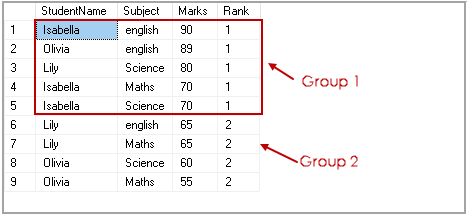 StudentName Subject Marks Rank
1 Isabella english 90 1
2 Olivia english 89 1
3 Lily Science 80 1
4 Isabella Maths 70 1
5 Isabella Science 70 1
6 Lily english 65 2
7 Lily Maths 65 2
8 Olivia Science 60 2
9 Olivia Maths 55 2
Group 1
Group 2